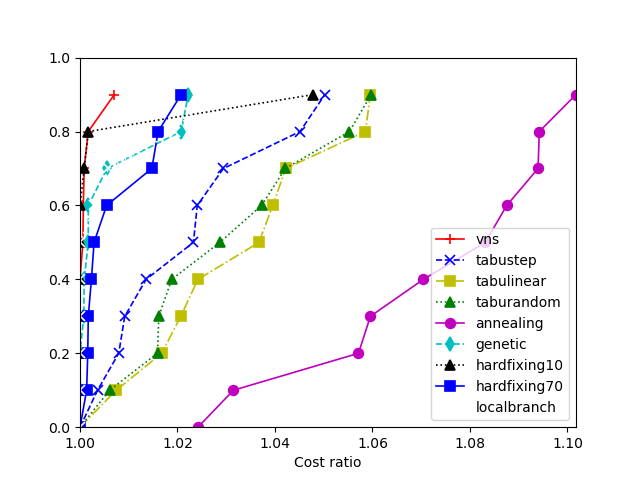 1.0
0.8
0.6
0.4
0.2
0.0
1.00 1.02 1.04 1.06 1.08 1.10
Cost ratio
vns
tabustep
tabulinear
taburandom
annealing
genetic
hardfixing10
hardfixing70
localbranch